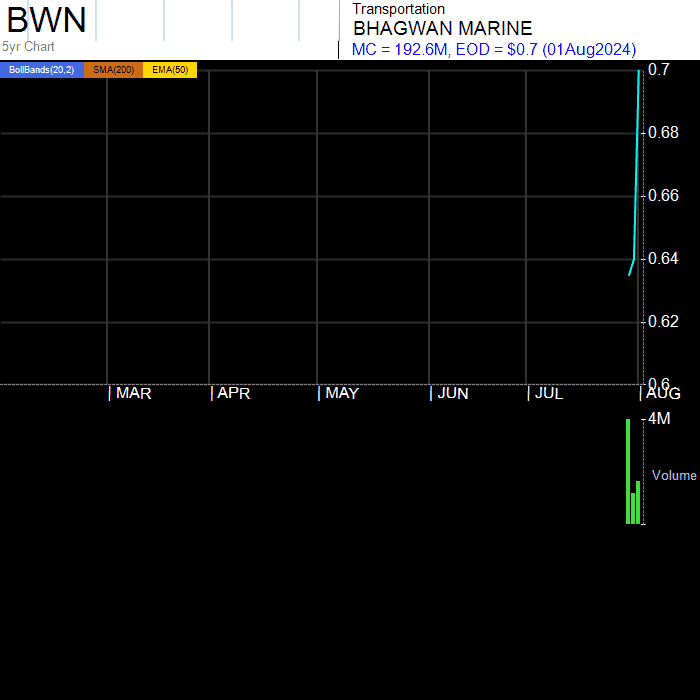 BWN
5yr Chart
Transportation
BHAGWAN MARINE
MC = 192.6M, EOD = $0.7 (01Aug2024)
BollBands(20,2) SMA(200) EMA(50)
0.7
0.68
0.66
0.64
0.62
0.6
| MAR | APR | MAY | JUN | JUL | AUG
4M
Volume